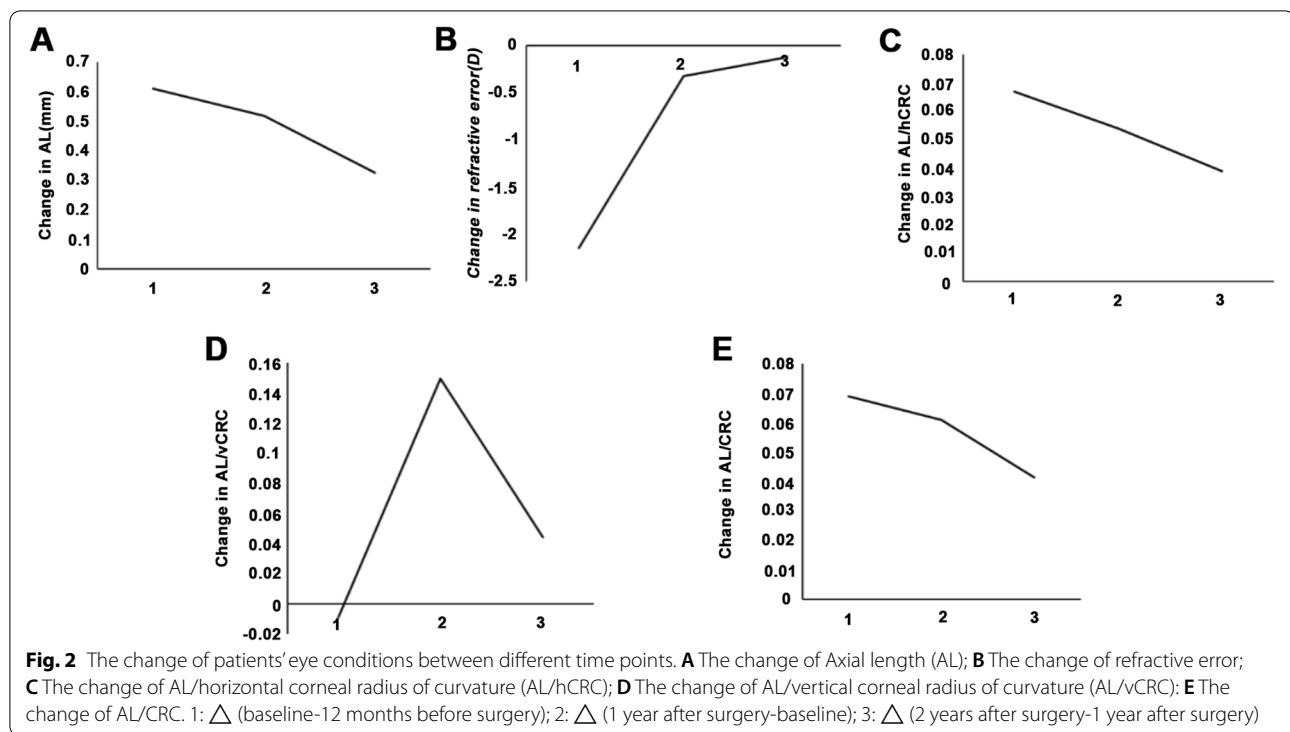 A
Change in AL(mm)
0.7
0.6
0.5
0.4
0.3
0.2
0.1
0
1 2 3
B
Change in refractive error(D)
0
-0.5
-1
-1.5
-2
-2.5
1 2 3
C
Change in AL/hCRC
0.08
0.07
0.06
0.05
0.04
0.03
0.02
0.01
0
1 2 3
D
Change in AL/vCRC
0.16
0.14
0.12
0.1
0.08
0.06
0.04
0.02
0
-0.02
1 2 3
E
Change in AL/CRC
0.08
0.07
0.06
0.05
0.04
0.03
0.02
0.01
0
1 2 3
Fig. 2 The change of patients' eye conditions between different time points. A The change of Axial length (AL); B The change of refractive error;
C The change of AL/horizontal corneal radius of curvature (AL/hCRC); D The change of AL/vertical corneal radius of curvature (AL/vCRC): E The
change of AL/CRC. 1: △ (baseline-12 months before surgery); 2: △ (1 year after surgery-baseline); 3: △ (2 years after surgery-1 year after surgery)